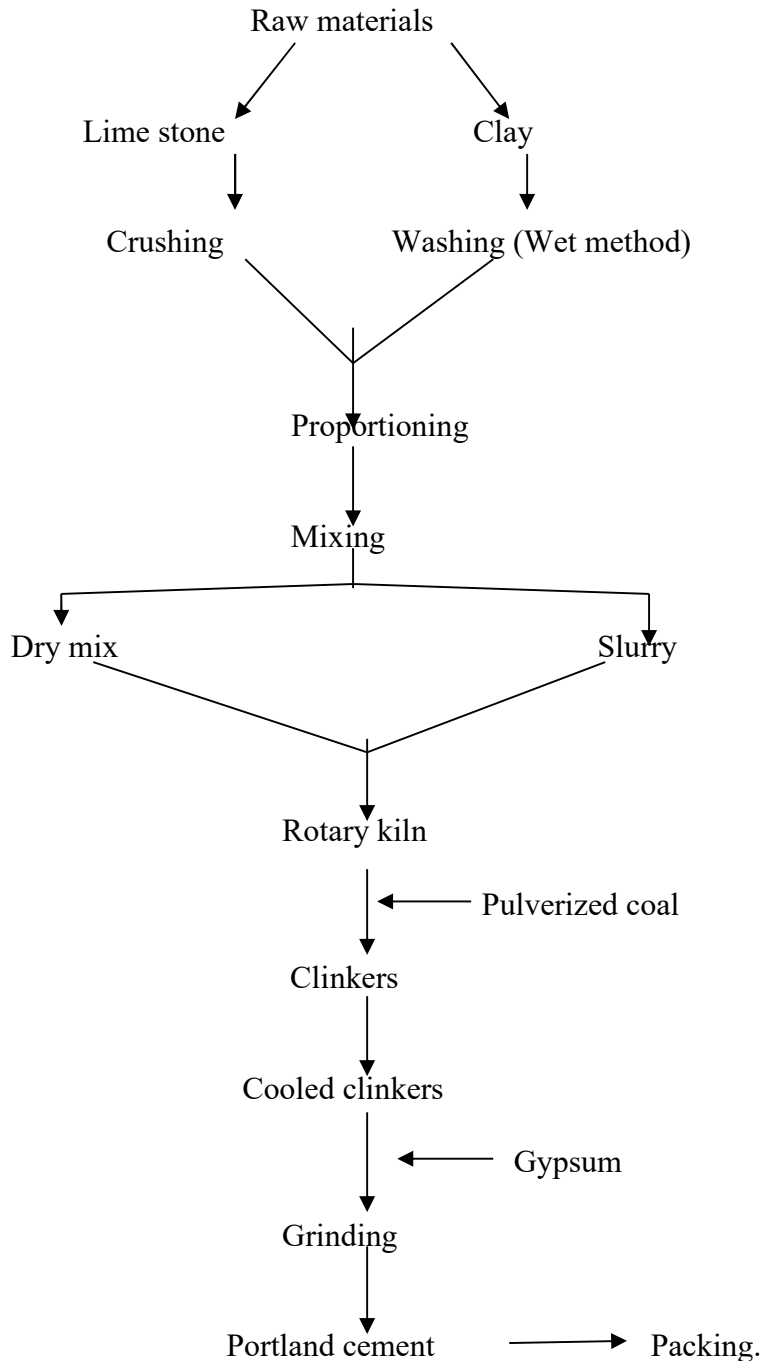 Raw materials
Lime stone Clay
Crushing Washing (Wet method)
Proportioning
Mixing
Dry mix Slurry
Rotary kiln
Pulverized coal
Clinkers
Cooled clinkers
Gypsum
Grinding
Portland cement Packing.